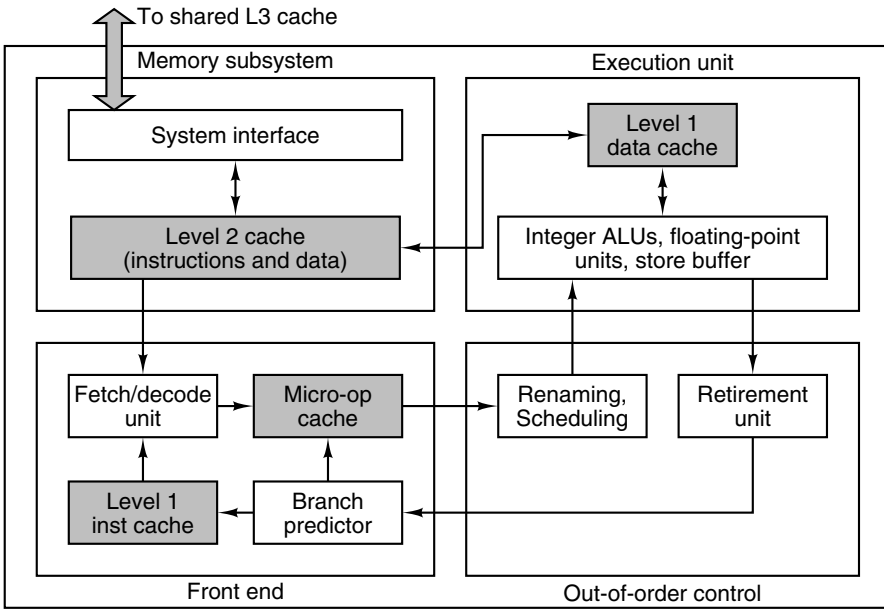 To shared L3 cache
Memory subsystem
Execution unit
System interface
Level 1
data cache
Level 2 cache
(instructions and data)
Integer ALUs, floating-point
units, store buffer
Fetch/decode
unit
Micro-op
cache
Renaming,
Scheduling
Retirement
unit
Level 1
inst cache
Branch
predictor
Front end
Out-of-order control